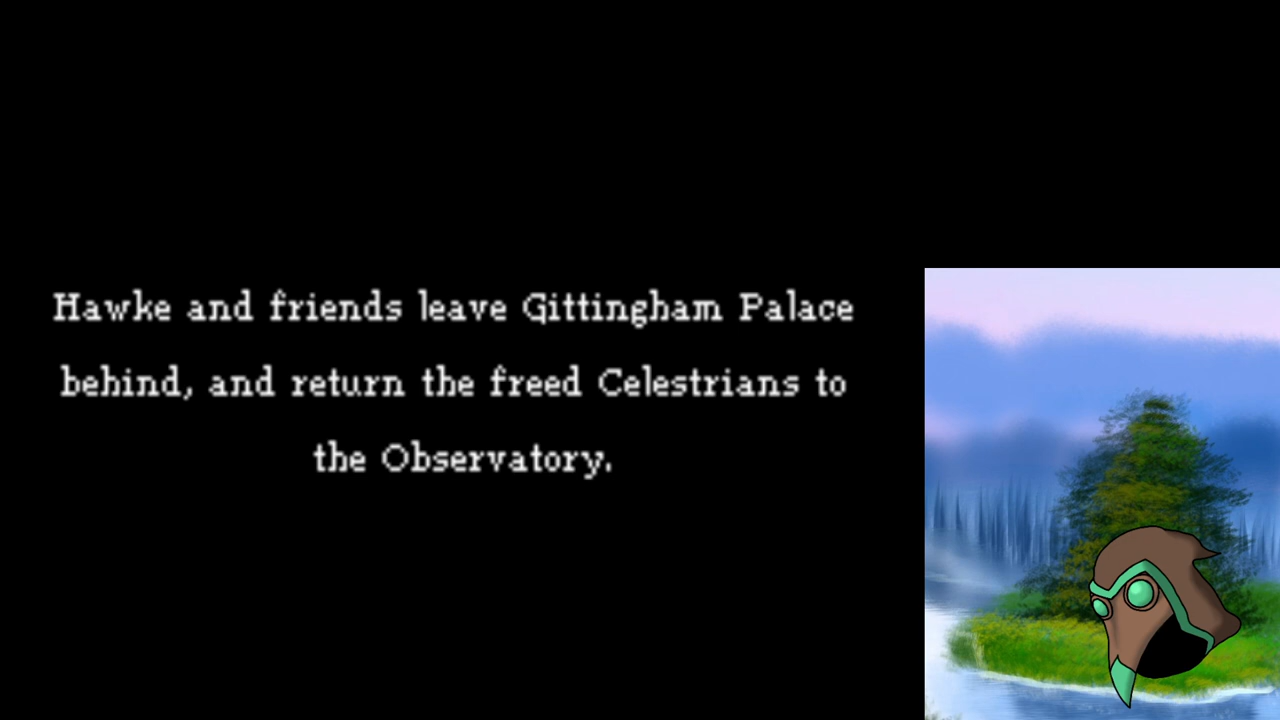 Hawke and friends leave Gittingham Palace
behind, and return the freed Celestrians to
the Observatory.